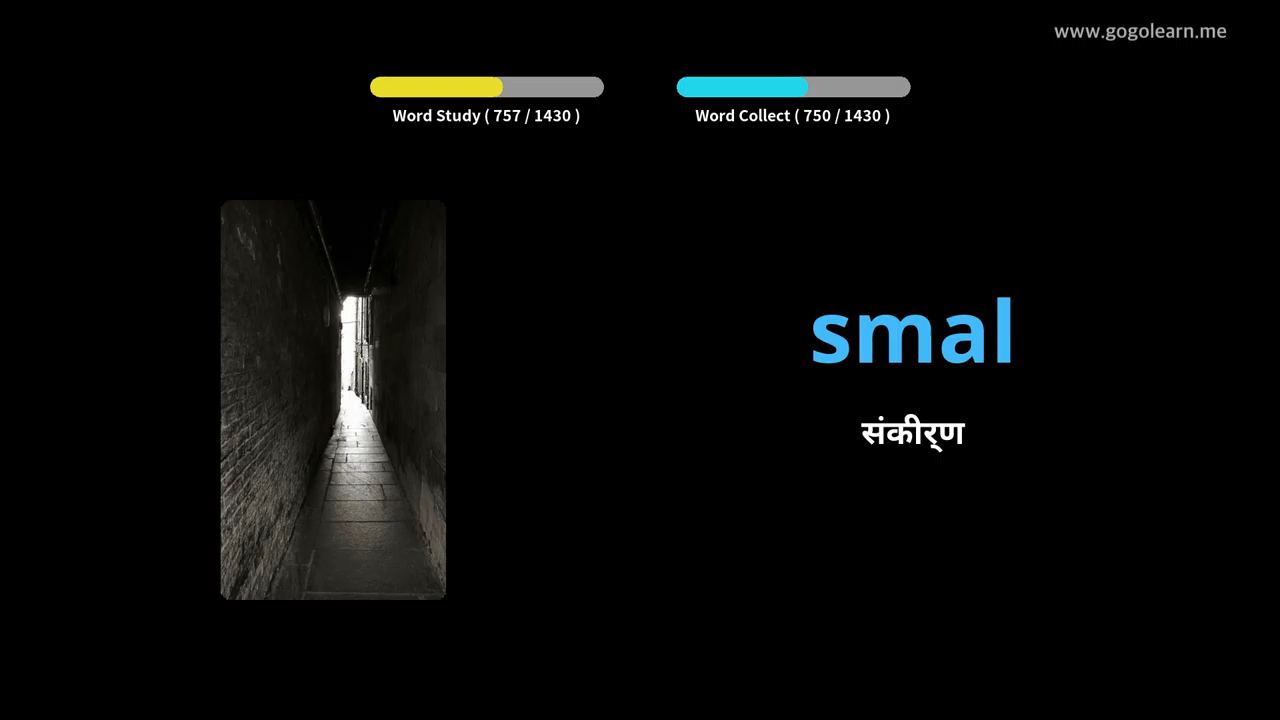 www.gogolearn.me
Word Study ( 757 / 1430 )
Word Collect ( 750 / 1430 )
smal
संकीर्‌ण